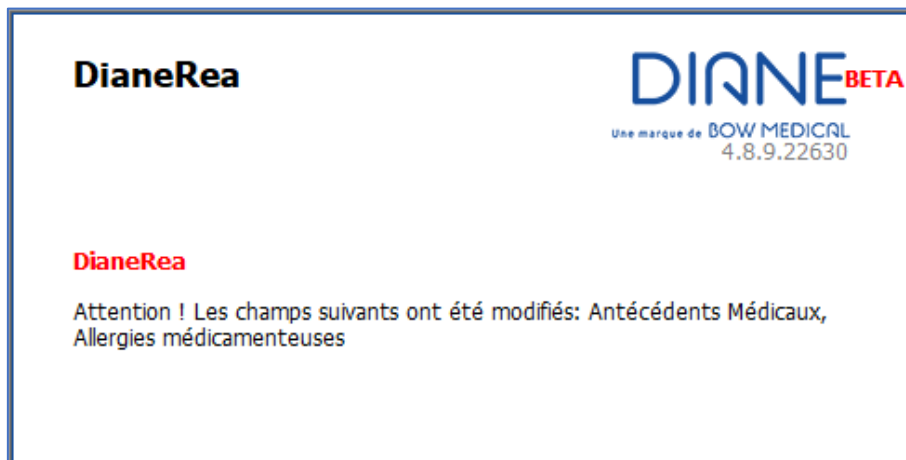 DianeRea
DIANE BETA
Une marque de BOW MEDICAL
4.8.9.22630
DianeRea
Attention ! Les champs suivants ont été modifiés: Antécédents Médicaux,
Allergies médicamenteuses